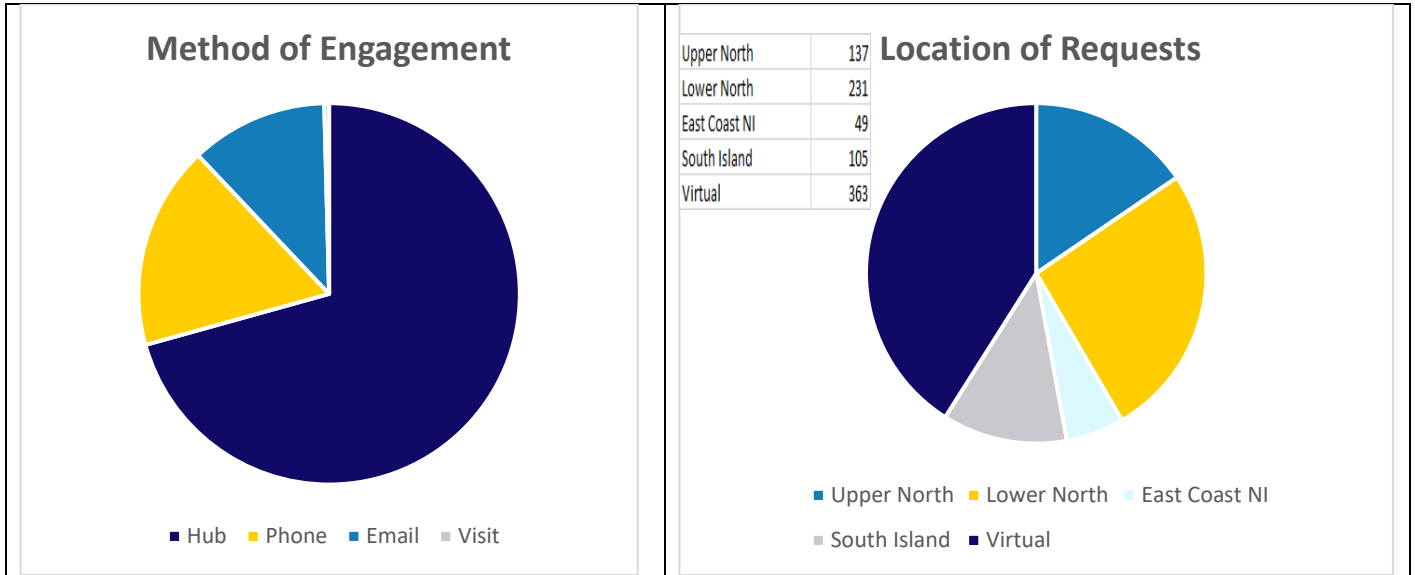 Method of Engagement
Hub Phone Email Visit
Location of Requests
Upper North 137
Lower North 231
East Coast NI 49
South Island 105
Virtual 363
Upper North Lower North East Coast NI
South Island Virtual